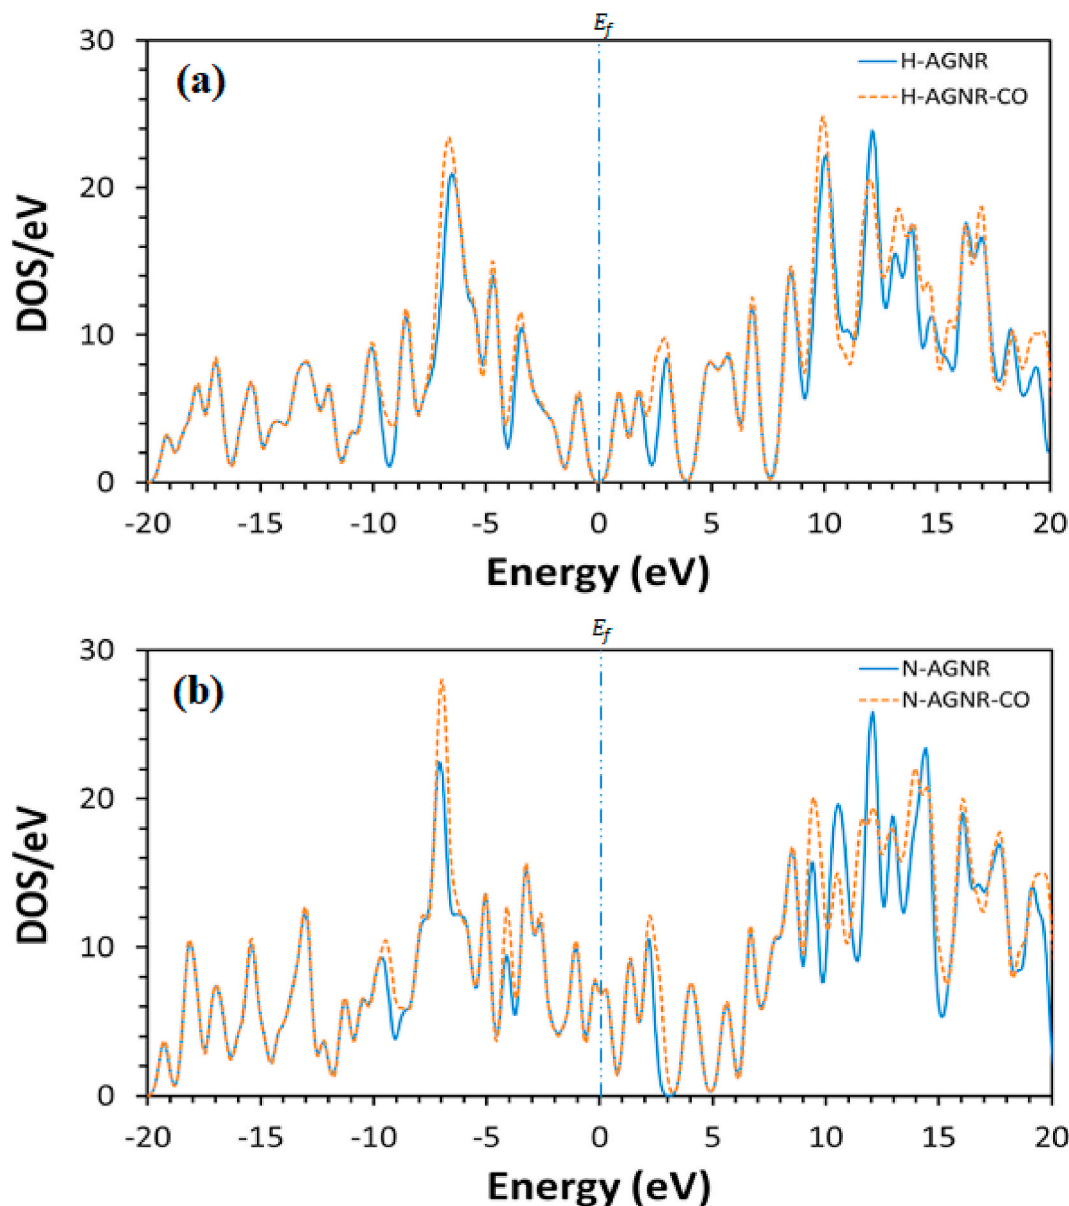 E_f
30
(a)
H-AGNR
H-AGNR-CO
20
DOS/eV
10
0
-20 -15 -10 -5 0 5 10 15 20
Energy (eV)
E_f
30
(b)
N-AGNR
N-AGNR-CO
20
DOS/eV
10
0
-20 -15 -10 -5 0 5 10 15 20
Energy (eV)